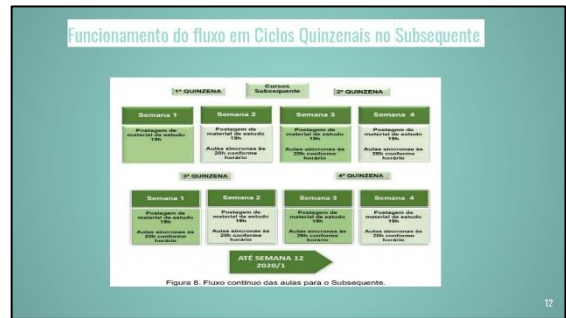 Funcionamento do fluxo em Ciclos Quinzenais no Subsequente
1ª QUINZENA
Cursos
Subsequente
2ª QUINZENA
Semana 1
Semana 2
Semana 3
Semana 4
Postagem de
material de estudo
19h
Postagem de
material de estudo
19h
Aulas síncronas às
20h conforme
horário
Postagem de
material de estudo
19h
Aulas síncronas às
20h conforme
horário
Postagem de
material de estudo
19h
Aulas síncronas às
20h conforme
horário
3ª QUINZENA
4ª QUINZENA
Semana 1
Semana 2
Semana 3
Semana 4
Postagem de
material de estudo
19h
Aulas síncronas às
20h conforme
horário
Postagem de
material de estudo
19h
Aulas síncronas às
20h conforme
horário
Postagem de
material de estudo
19h
Aulas síncronas às
20h conforme
horário
Postagem de
material de estudo
19h
Aulas síncronas às
20h conforme
horário
ATÉ SEMANA 12
2020/1
Figura 8. Fluxo contínuo das aulas para o Subsequente.
12